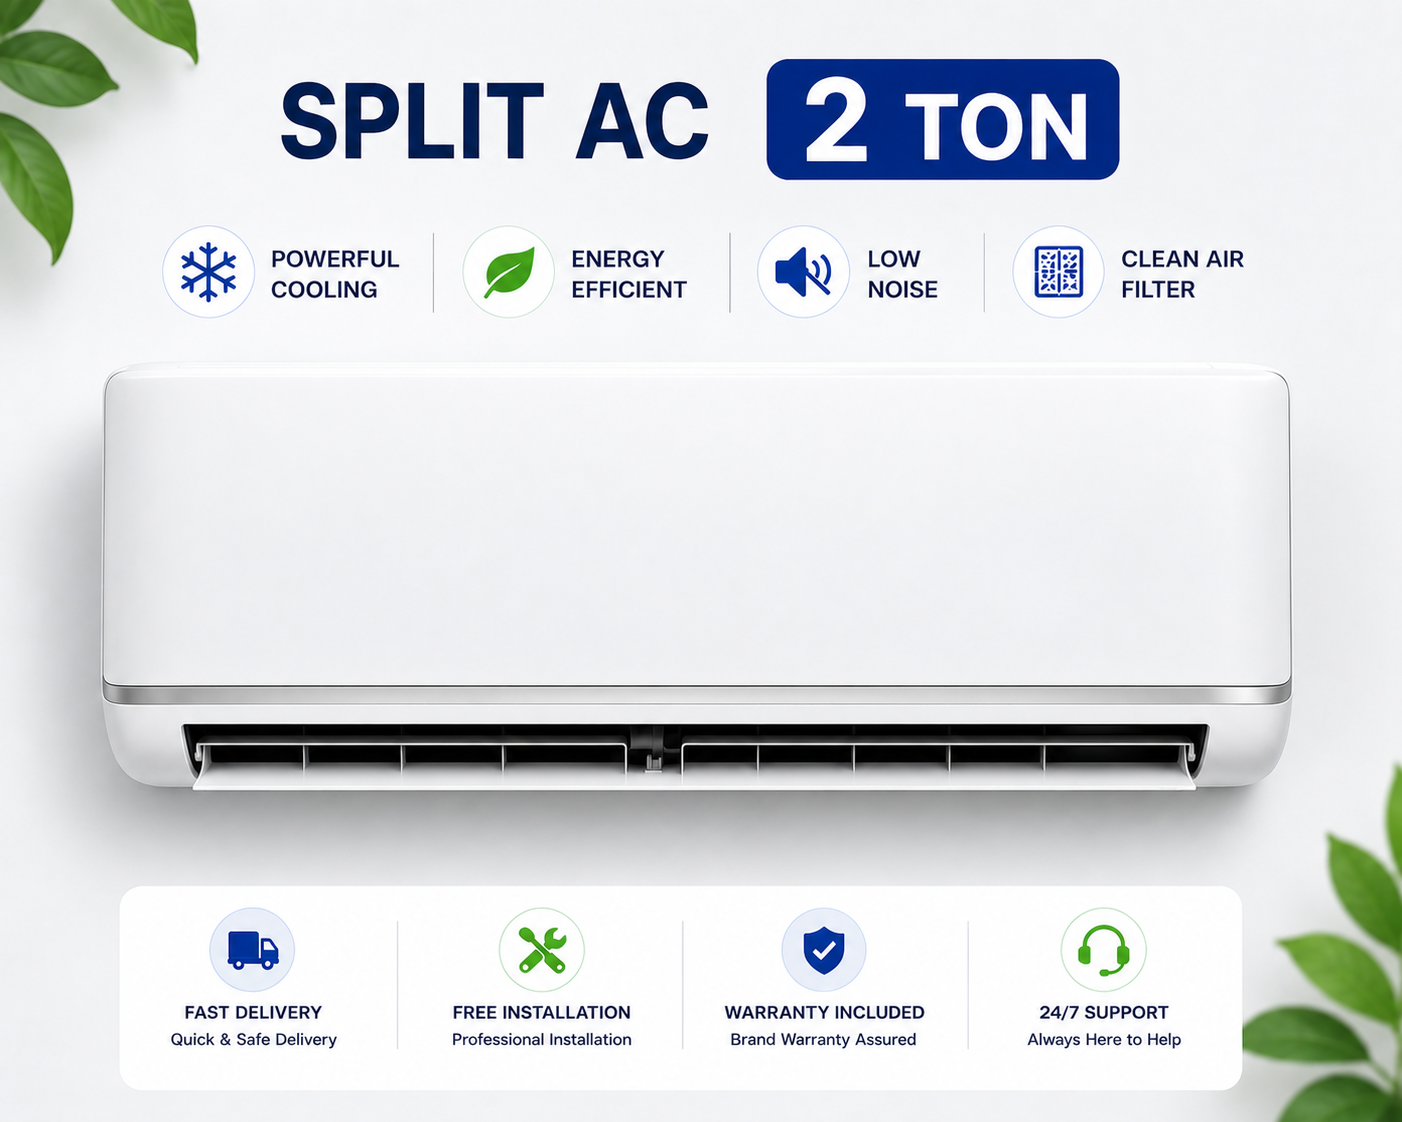 SPLIT AC 2 TON
POWERFUL
COOLING
ENERGY
EFFICIENT
LOW
NOISE
CLEAN AIR
FILTER
FAST DELIVERY
Quick & Safe Delivery
FREE INSTALLATION
Professional Installation
WARRANTY INCLUDED
Brand Warranty Assured
24/7 SUPPORT
Always Here to Help